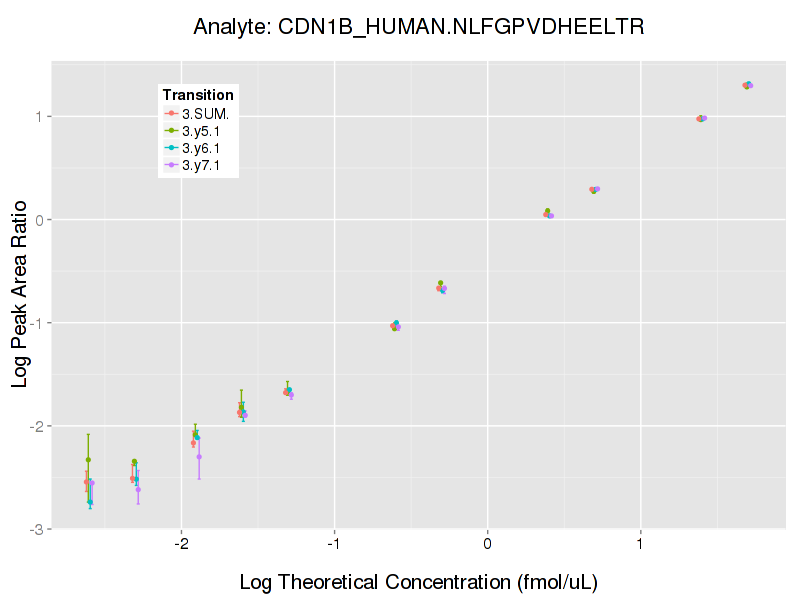 Analyte: CDN1B_HUMAN.NLFGPVDHEELTR
Transition
3.SUM.
3.y5.1
3.y6.1
3.y7.1
Log Peak Area Ratio
1
0
-1
-2
-3
-2
-1
0
1
Log Theoretical Concentration (fmol/uL)